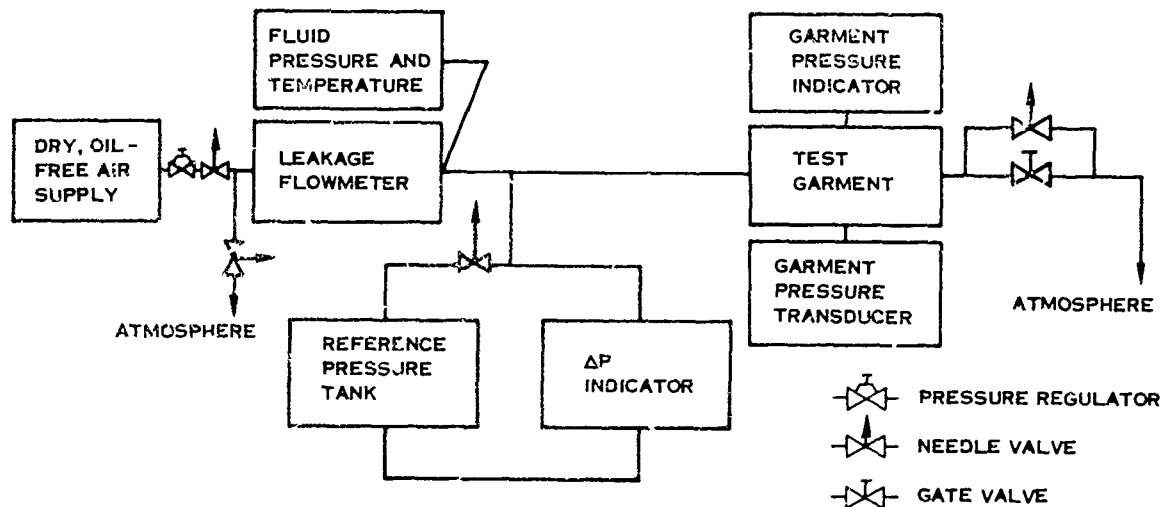 FLUID
PRESSURE AND
TEMPERATURE
GARMENT
PRESSURE
INDICATOR
DRY, OIL-
FREE AIR
SUPPLY
LEAKAGE
FLOWMETER
TEST
GARMENT
GARMENT
PRESSURE
TRANSDUCER
ATMOSPHERE
ATMOSPHERE
REFERENCE
PRESSURE
TANK
ΔP
INDICATOR
PRESSURE REGULATOR
NEEDLE VALVE
GATE VALVE